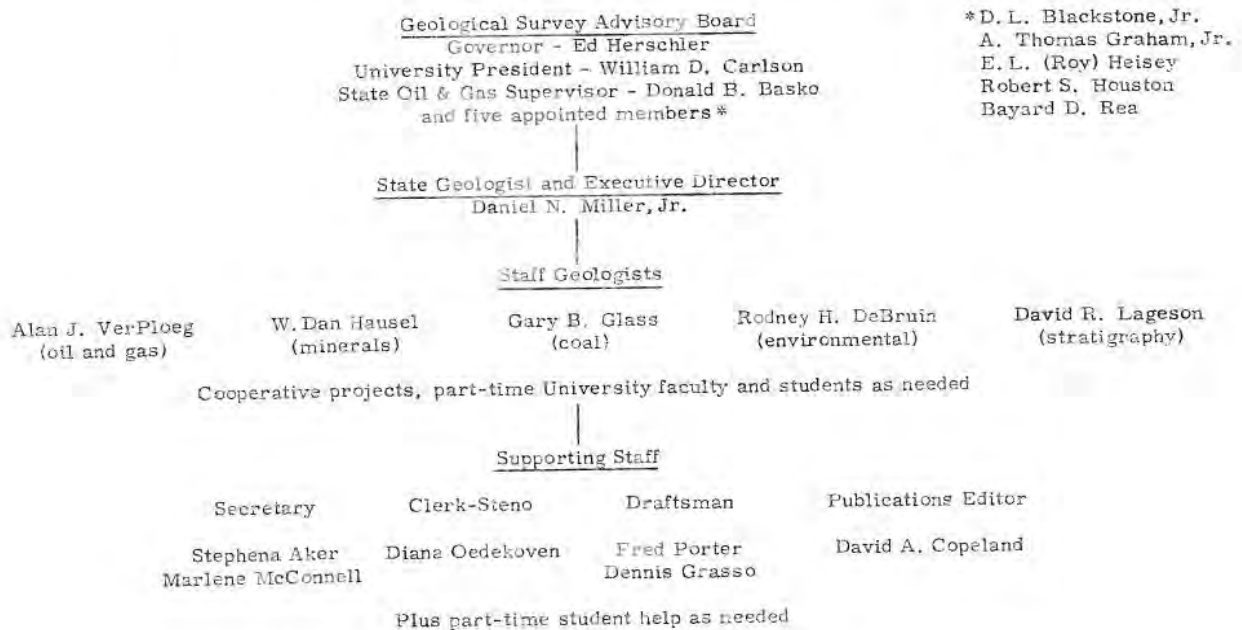 Geological Survey Advisory Board
Governor - Ed Herschler
University President - William D. Carlson
State Oil & Gas Supervisor - Donald B. Basko
and five appointed members *
* D. L. Blackstone, Jr.
A. Thomas Graham, Jr.
E. L. (Roy) Heisey
Robert S. Houston
Bayard D. Rea
State Geologist and Executive Director
Daniel N. Miller, Jr.
Staff Geologists
Alan J. VerPloeg
(oil and gas)
W. Dan Hausel
(minerals)
Gary B. Glass
(coal)
Rodney H. DeBruin
(environmental)
David R. Lageson
(stratigraphy)
Cooperative projects, part-time University faculty and students as needed
Supporting Staff
Secretary
Clerk-Steno
Draftsman
Publications Editor
Stephena Aker
Marlene McConnell
Diana Oedekoven
Fred Porter
Dennis Grasso
David A. Copeland
Plus part-time student help as needed